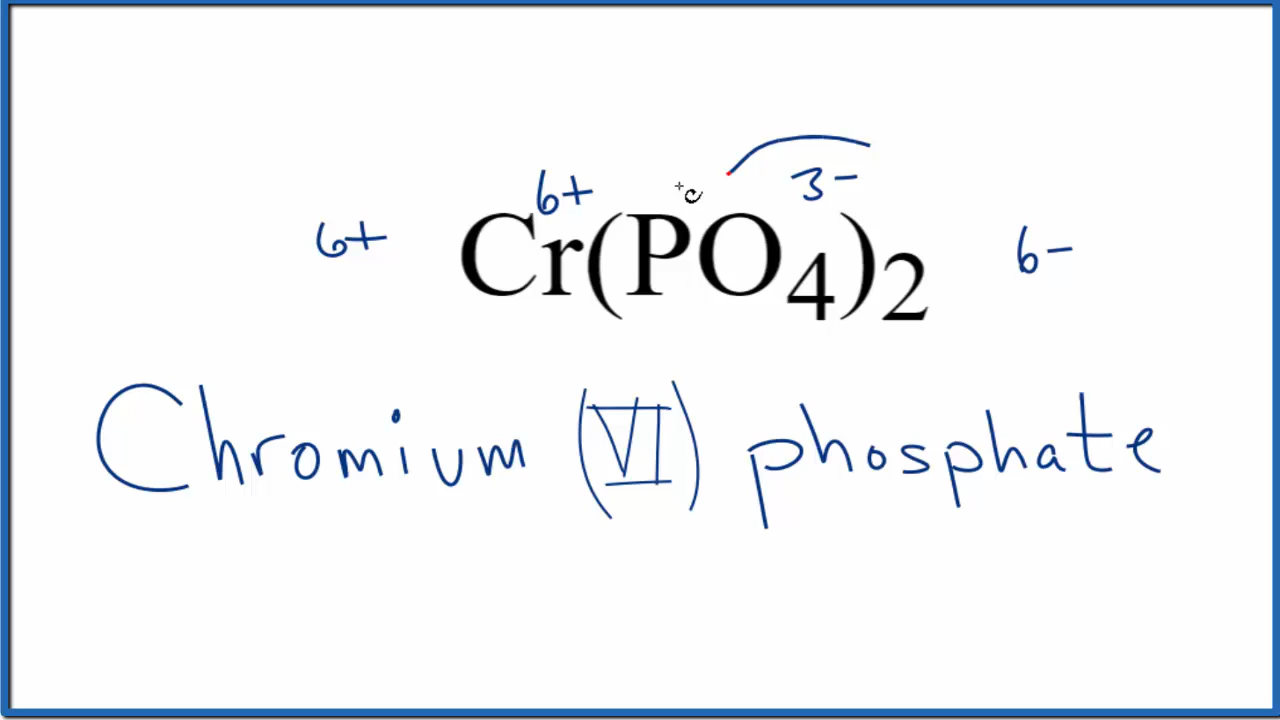 3-
6+
6+ Cr(PO4)2 6-
Chromium (VI) phosphate